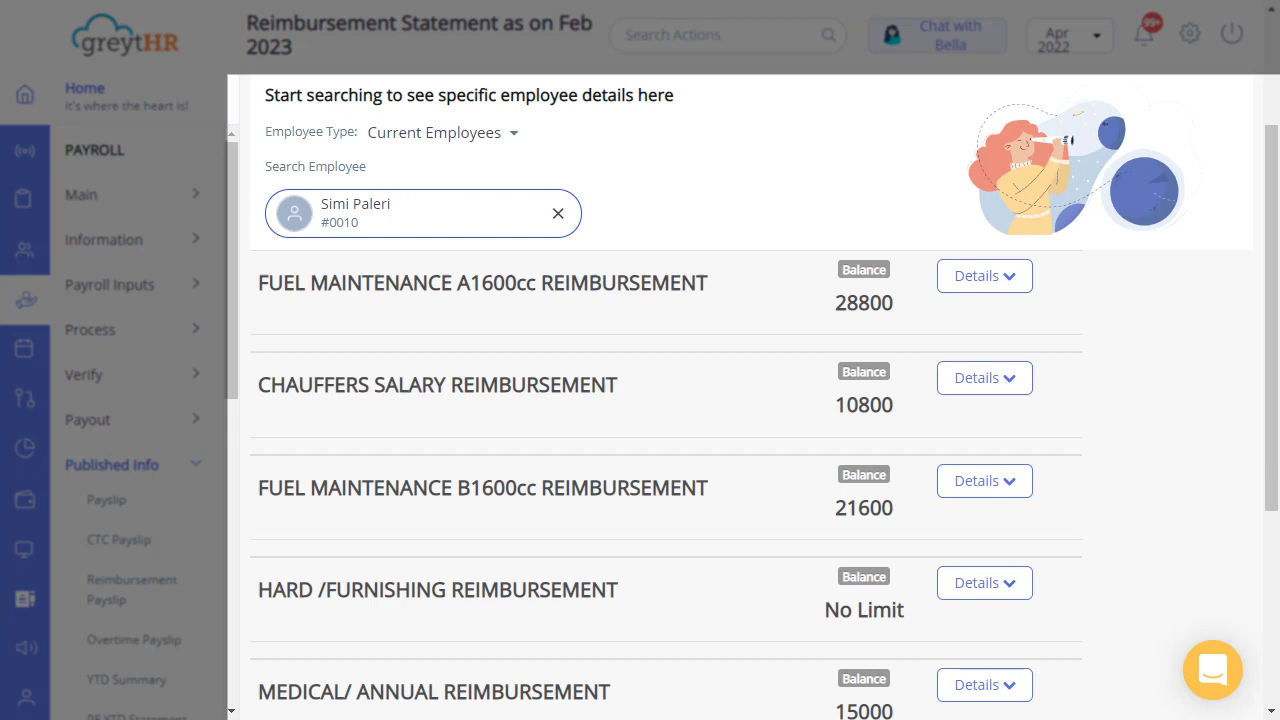 greytHR
Reimbursement Statement as on Feb
2023
Search Actions
Chat with
Bella
Apr
2022
99+
Home
it's where the heart is!
PAYROLL
Main
Information
Payroll Inputs
Process
Verify
Payout
Published Info
Payslip
CTC Payslip
Reimbursement
Payslip
Overtime Payslip
YTD Summary
PF YTD Statement
Start searching to see specific employee details here
Employee Type: Current Employees
Search Employee
Simi Paleri
#0010
FUEL MAINTENANCE A1600cc REIMBURSEMENT
Balance
28800
Details
CHAUFFERS SALARY REIMBURSEMENT
Balance
10800
Details
FUEL MAINTENANCE B1600cc REIMBURSEMENT
Balance
21600
Details
HARD /FURNISHING REIMBURSEMENT
Balance
No Limit
Details
MEDICAL/ ANNUAL REIMBURSEMENT
Balance
15000
Details